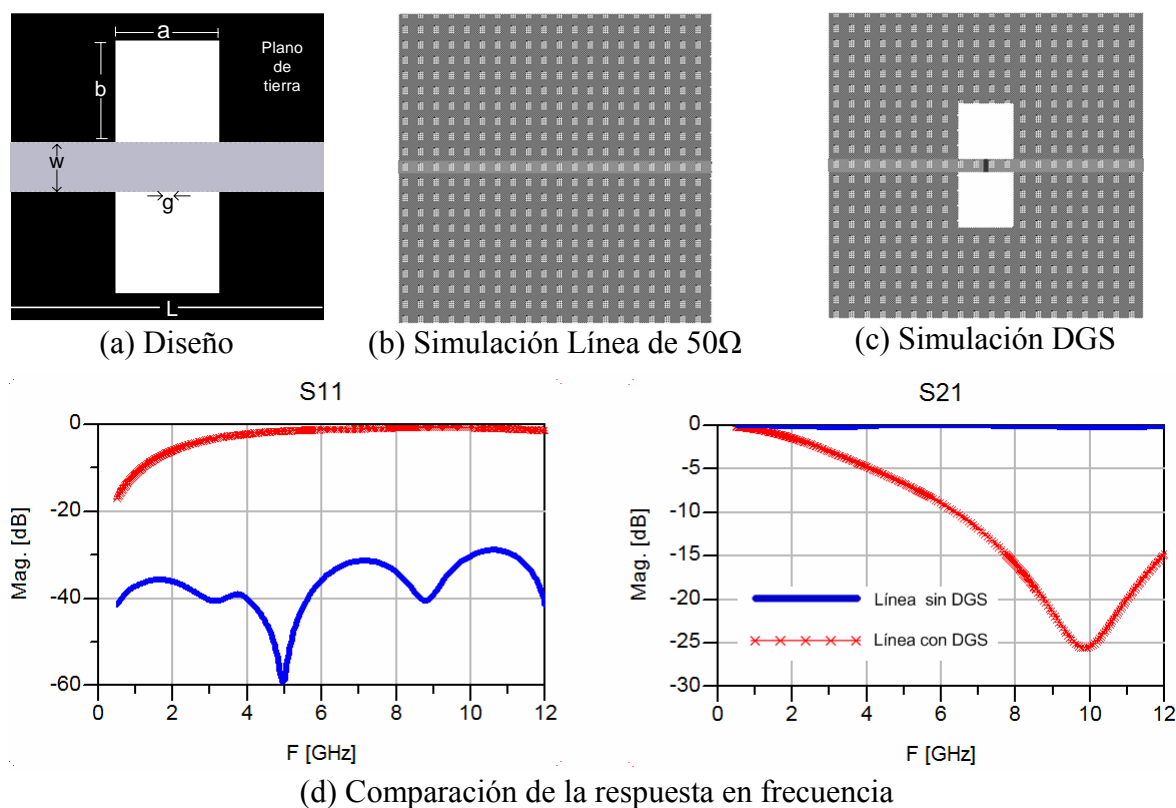 a
Plano
de
tierra
b
w
g
L
(a) Diseño
(b) Simulación Línea de 50Ω
(c) Simulación DGS
S11
0
-20
-40
-60
Mag. [dB]
0 2 4 6 8 10 12
F [GHz]
S21
0
-5
-10
-15
-20
-25
-30
Mag. [dB]
Línea sin DGS
Línea con DGS
0 2 4 6 8 10 12
F [GHz]
(d) Comparación de la respuesta en frecuencia